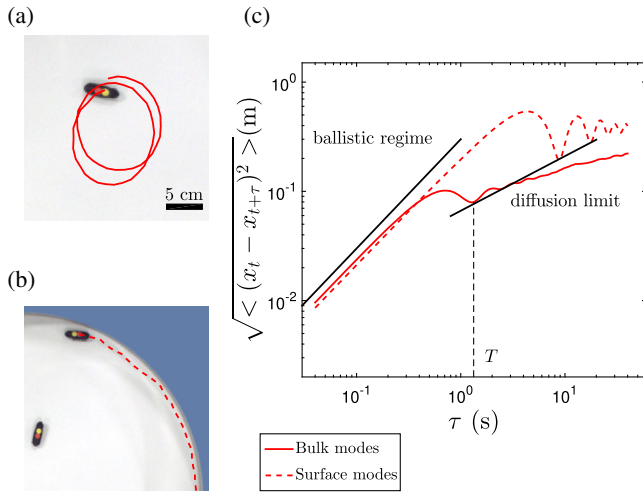 (a)
5 cm
(b)
(c)
√< (x_t − x_{t+τ})^2 >(m)
10^0
10^{-1}
10^{-2}
ballistic regime
diffusion limit
T
10^{-1} 10^0 10^1
τ (s)
Bulk modes
Surface modes